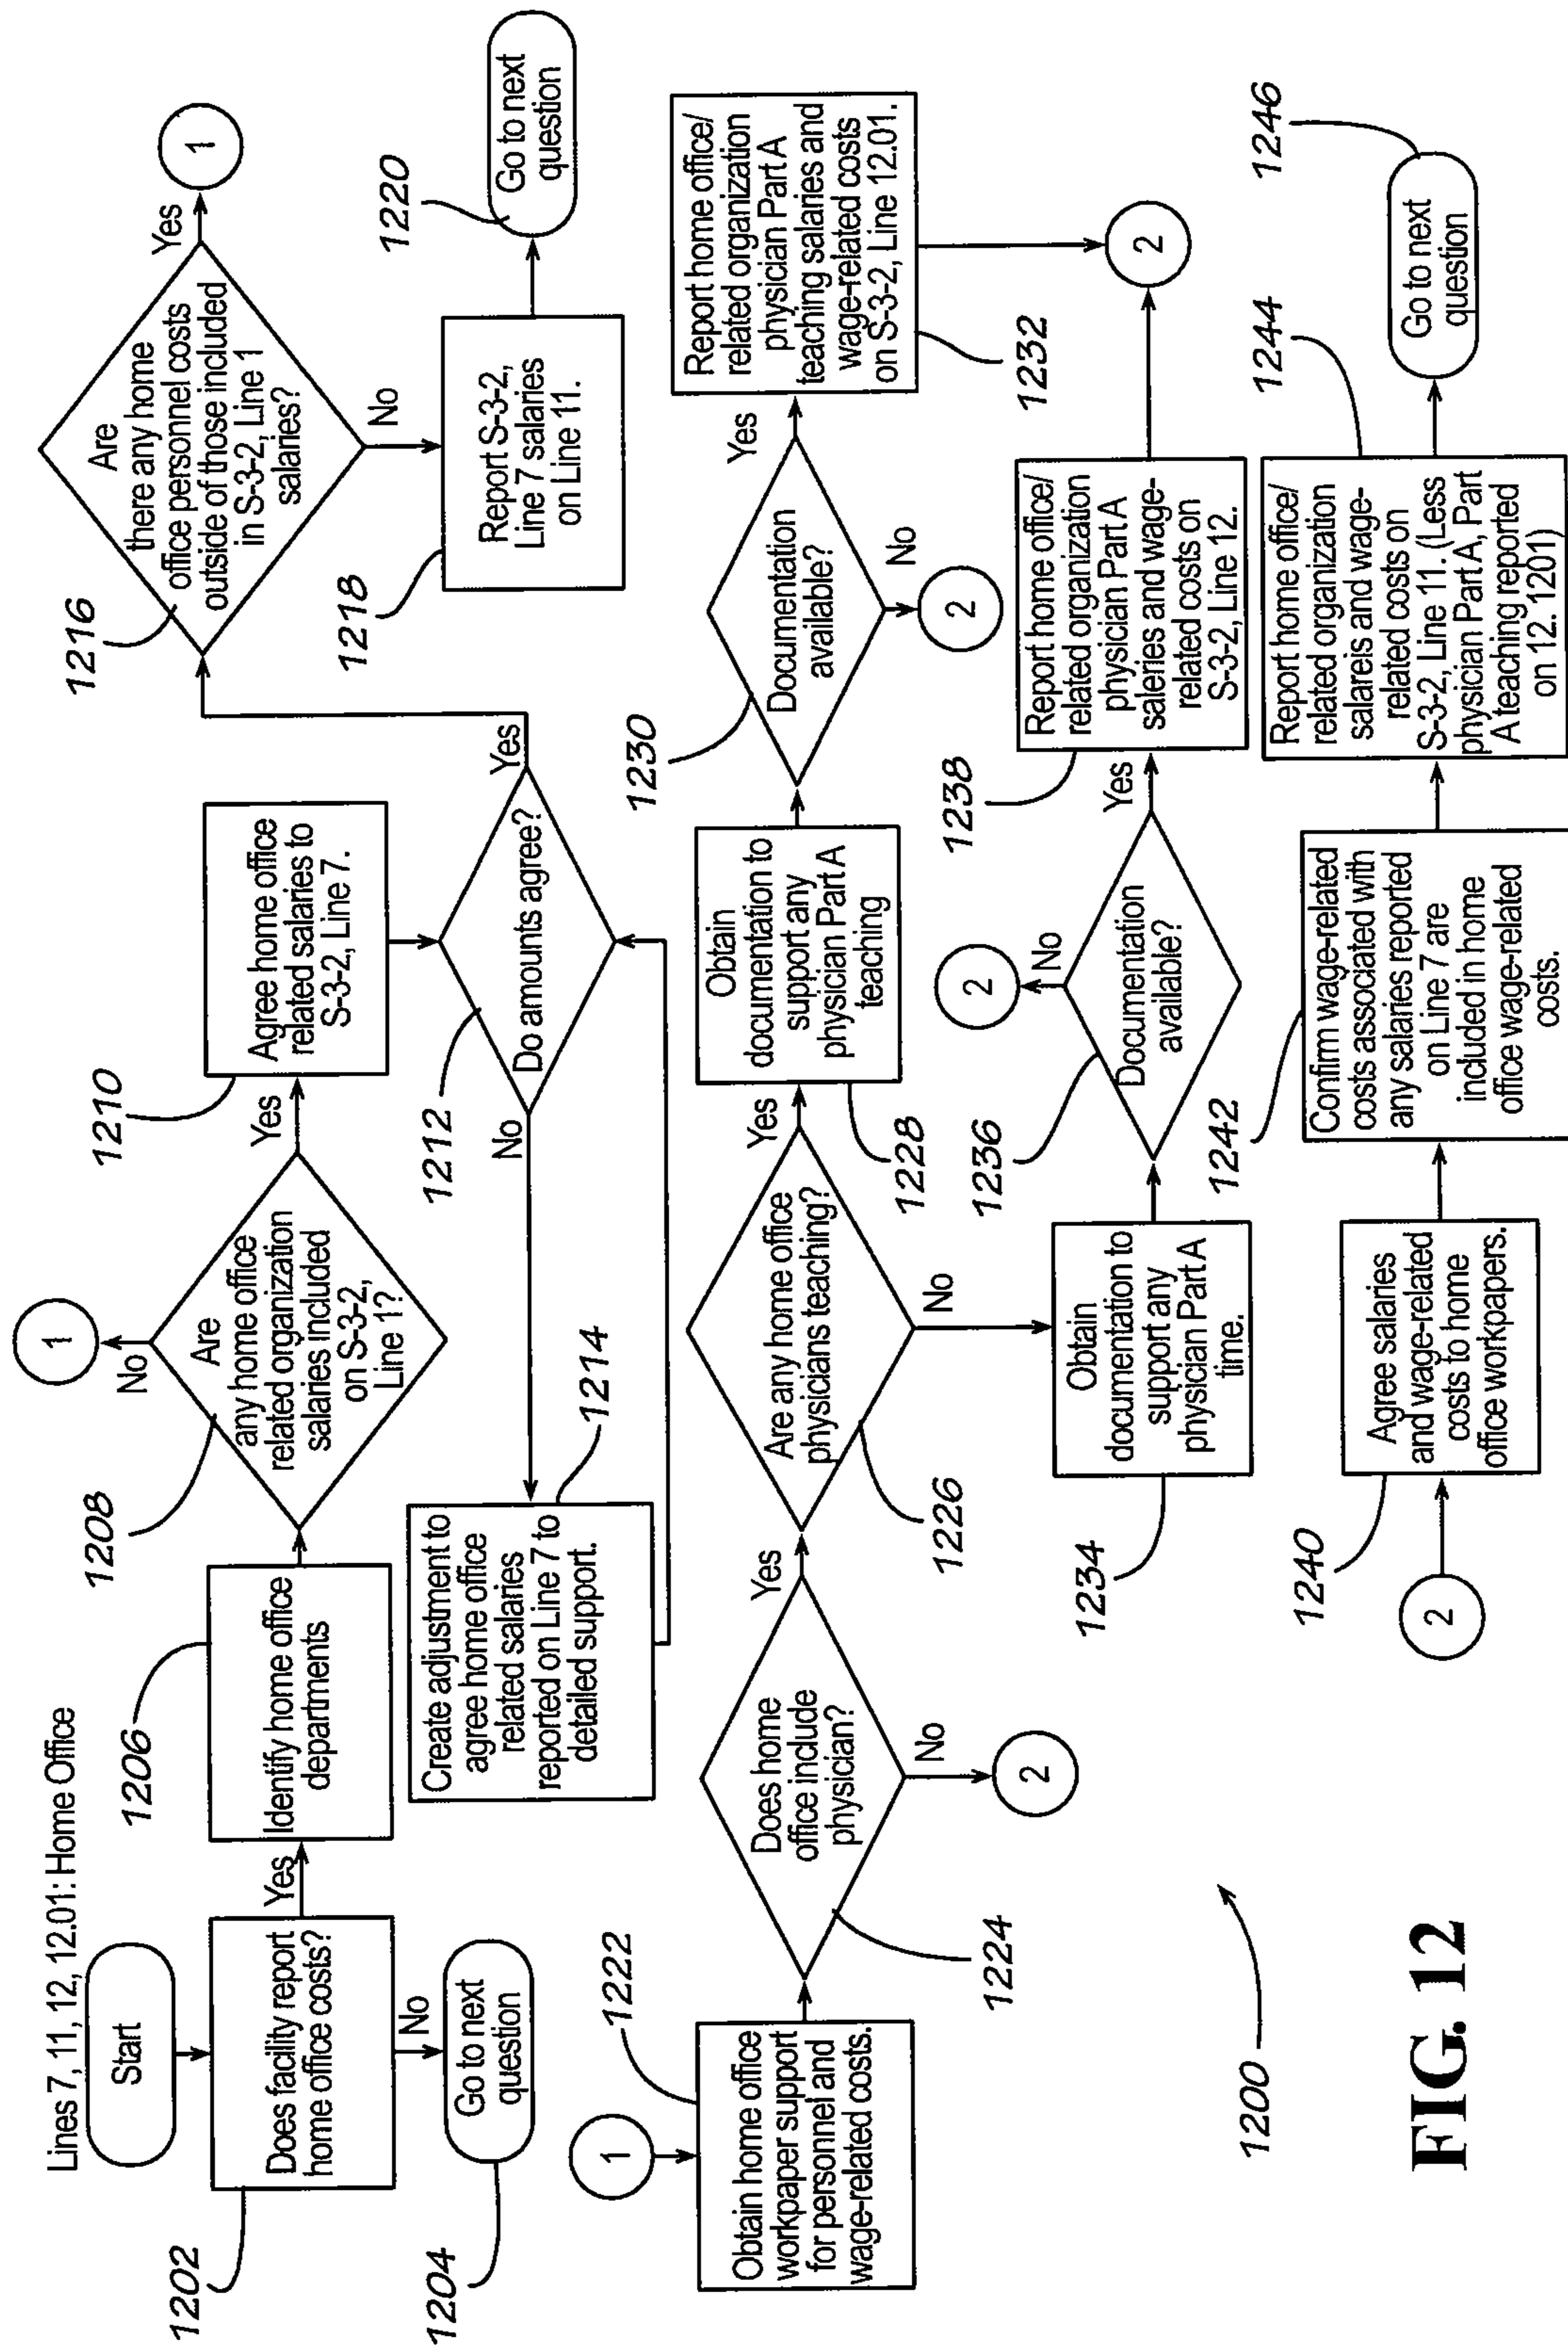 Lines 7, 11, 12, 12.01: Home Office
Start
1202
Does facility report
home office costs?
No
1204
Go to next
question
Yes
1206
Identify home office
departments
1208
Are
any home office
related organization
salaries included
on S-3-2,
Line 1?
No
1
Yes
1210
Agree home office
related salaries to
S-3-2, Line 7.
1212
Do amounts agree?
No
1214
Create adjustment to
agree home office
related salaries
reported on Line 7 to
detailed support.
Yes
1216
Are
there any home
office personnel costs
outside of those included
in S-3-2, Line 1
salaries?
Yes
1
No
1218
Report S-3-2,
Line 7 salaries
on Line 11.
1220
Go to next
question
1
1222
Obtain home office
workpaper support
for personnel and
wage-related costs.
1224
Does home
office include
physician?
No
2
Yes
1226
Are any home office
physicians teaching?
Yes
1228
Obtain
documentation to
support any
physician Part A
teaching
1230
Documentation
available?
No
2
Yes
1232
Report home office/
related organization
physician Part A
teaching salaries and
wage-related costs
on S-3-2, Line 12.01.
2
No
1234
Obtain
documentation to
support any
physician Part A
time.
1236
Documentation
available?
No
2
Yes
1238
Report home office/
related organization
physician Part A
saleries and wage-
related costs on
S-3-2, Line 12.
2
1240
Agree salaries
and wage-related
costs to home
office workpapers.
1242
Confirm wage-related
costs associated with
any salaries reported
on Line 7 are
included in home
office wage-related
costs.
1244
Report home office/
related organization
salareis and wage-
related costs on
S-3-2, Line 11. (Less
physician Part A, Part
A teaching reported
on 12. 1201)
1246
Go to next
question
1200
FIG. 12